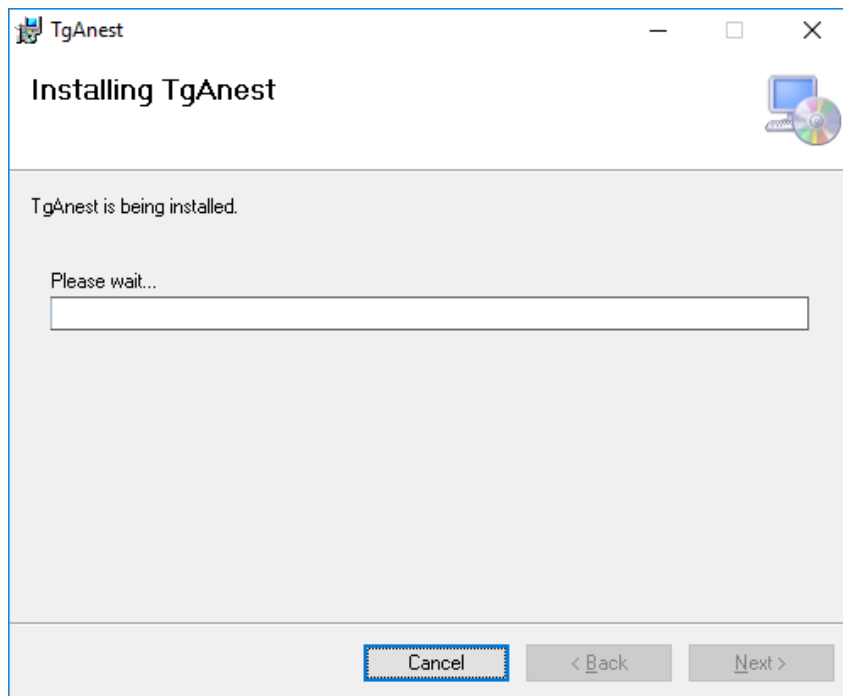 TgAnest
Installing TgAnest
TgAnest is being installed.
Please wait...
Cancel
< Back
Next >